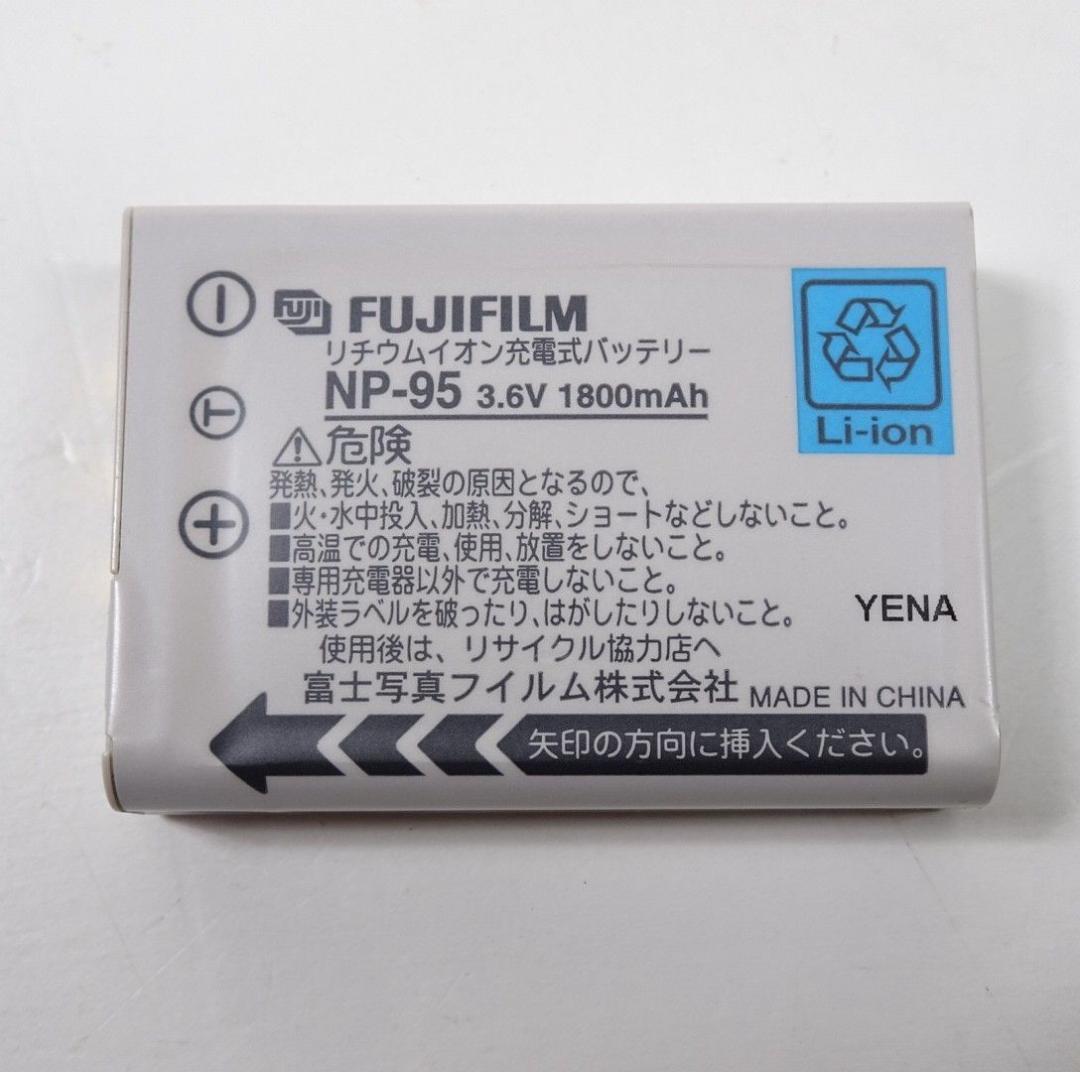 FUJI FUJIFILM
リチウムイオン充電式バッテリー
NP-95 3.6V 1800mAh
Li-ion
T
危険
発熱、発火、破裂の原因となるので、
■火・水中投入、加熱、分解、ショートなどしないこと。
■高温での充電、使用、放置をしないこと。
■専用充電器以外で充電しないこと。
■外装ラベルを破ったり、はがしたりしないこと。
YENA
使用後は、リサイクル協力店へ
富士写真フイルム株式会社 MADE IN CHINA
矢印の方向に挿入ください。